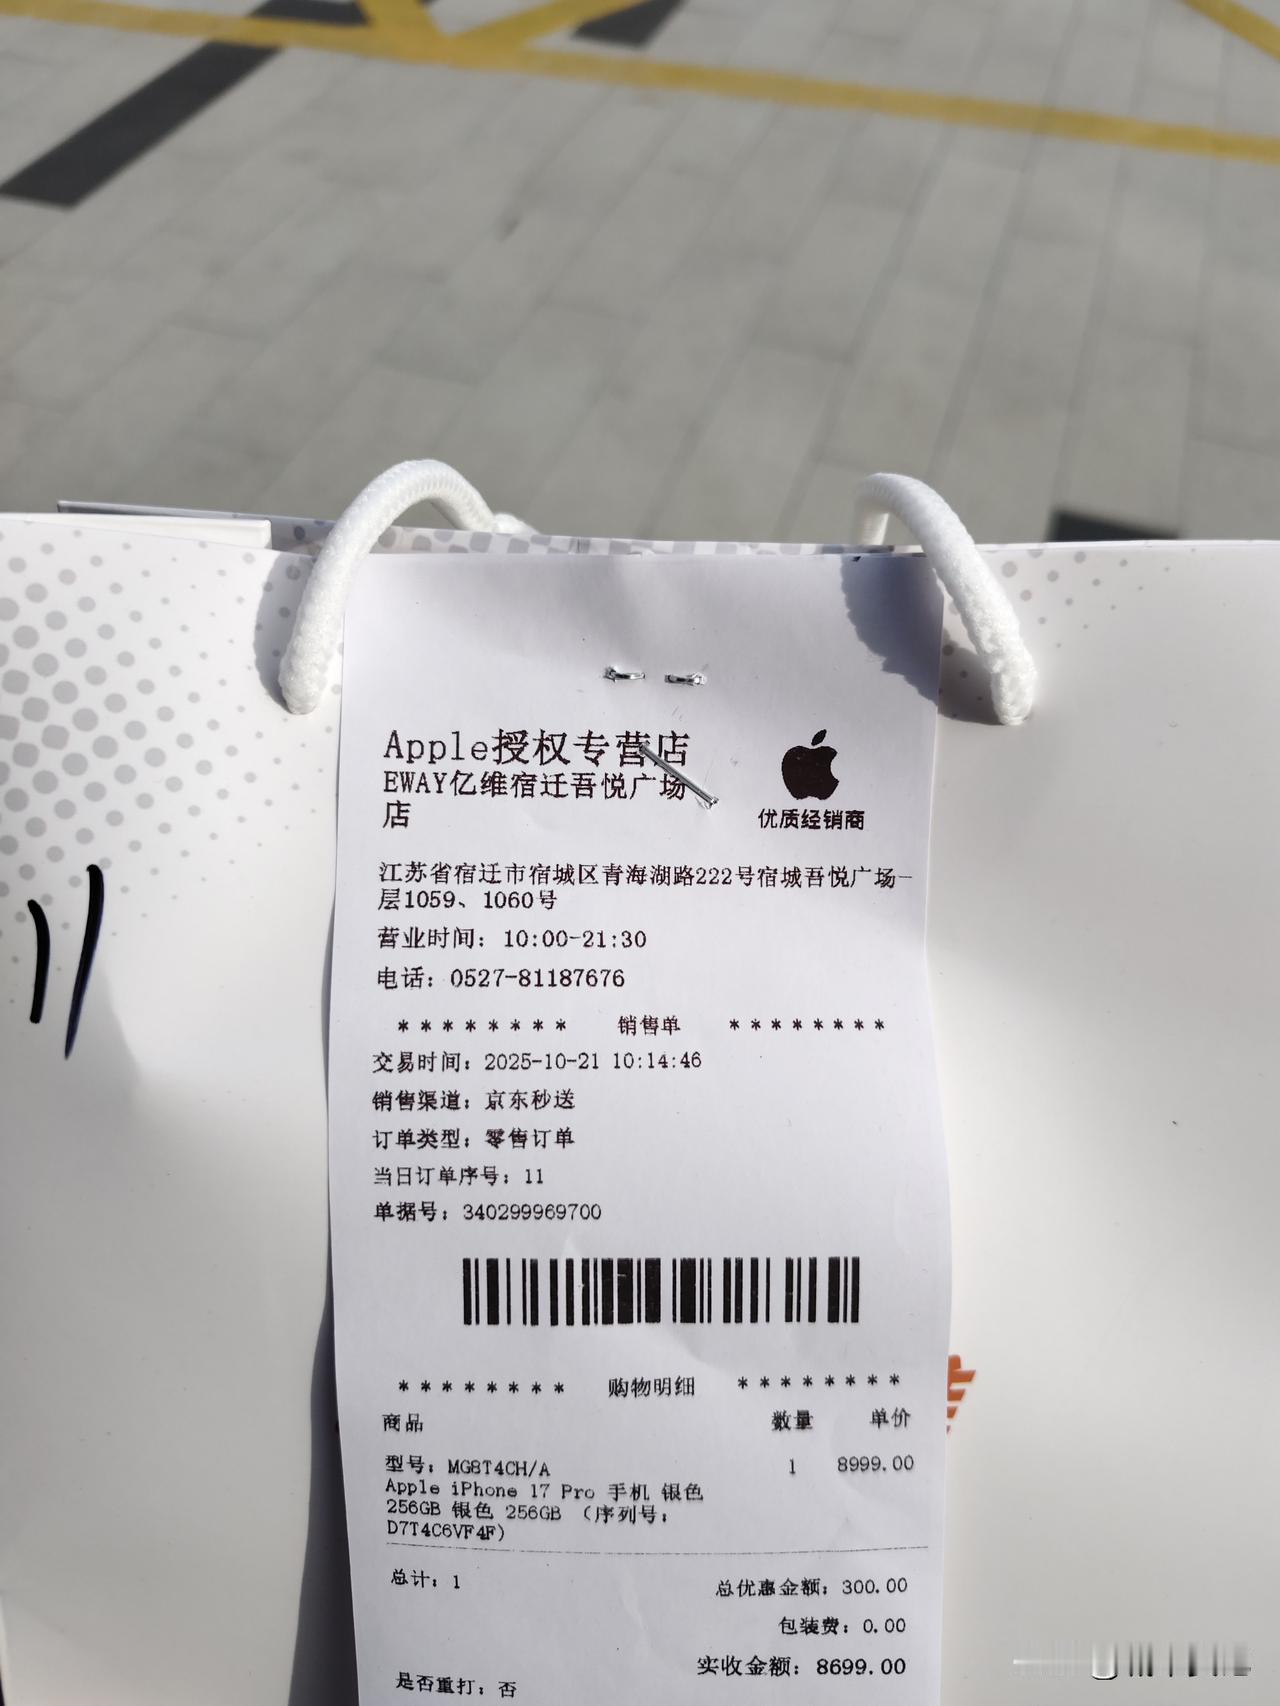 Apple授权专营店
EWAY亿维宿迁吾悦广场
店
优质经销商
江苏省宿迁市宿城区青海湖路222号宿城吾悦广场一
层1059、1060号
营业时间：10:00-21:30
电话：0527-81187676
******** 销售单 ********
交易时间：2025-10-21 10:14:46
销售渠道：京东秒送
订单类型：零售订单
当日订单序号：11
单据号：340299969700
******** 购物明细 ********
商品 数量 单价
型号：MG8T4CH/A 1 8999.00
Apple iPhone 17 Pro 手机 银色
256GB 银色 256GB （序列号：
D7T4C6VF4F)
总计：1 总优惠金额：300.00
包装费：0.00
实收金额：8699.00
是否重打：否
11